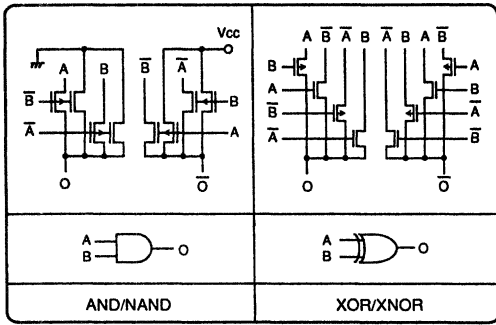 Vcc
A B B̅ A̅
B̅ B
A̅ A
O O̅
A B̅ A̅ B A̅ B A B̅
B A
A B
B̅ A̅
A̅ B̅
O O̅
A
B O
A
B O
AND/NAND XOR/XNOR